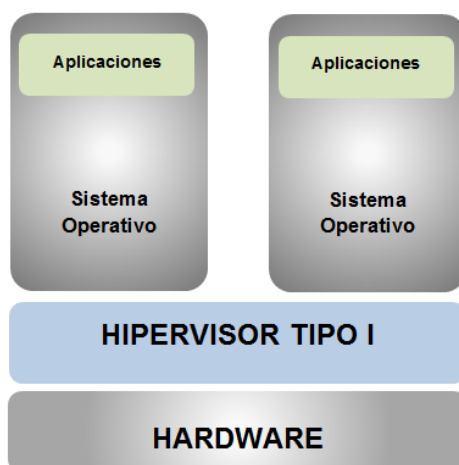 Aplicaciones
Sistema
Operativo
Aplicaciones
Sistema
Operativo
HIPERVISOR TIPO I
HARDWARE